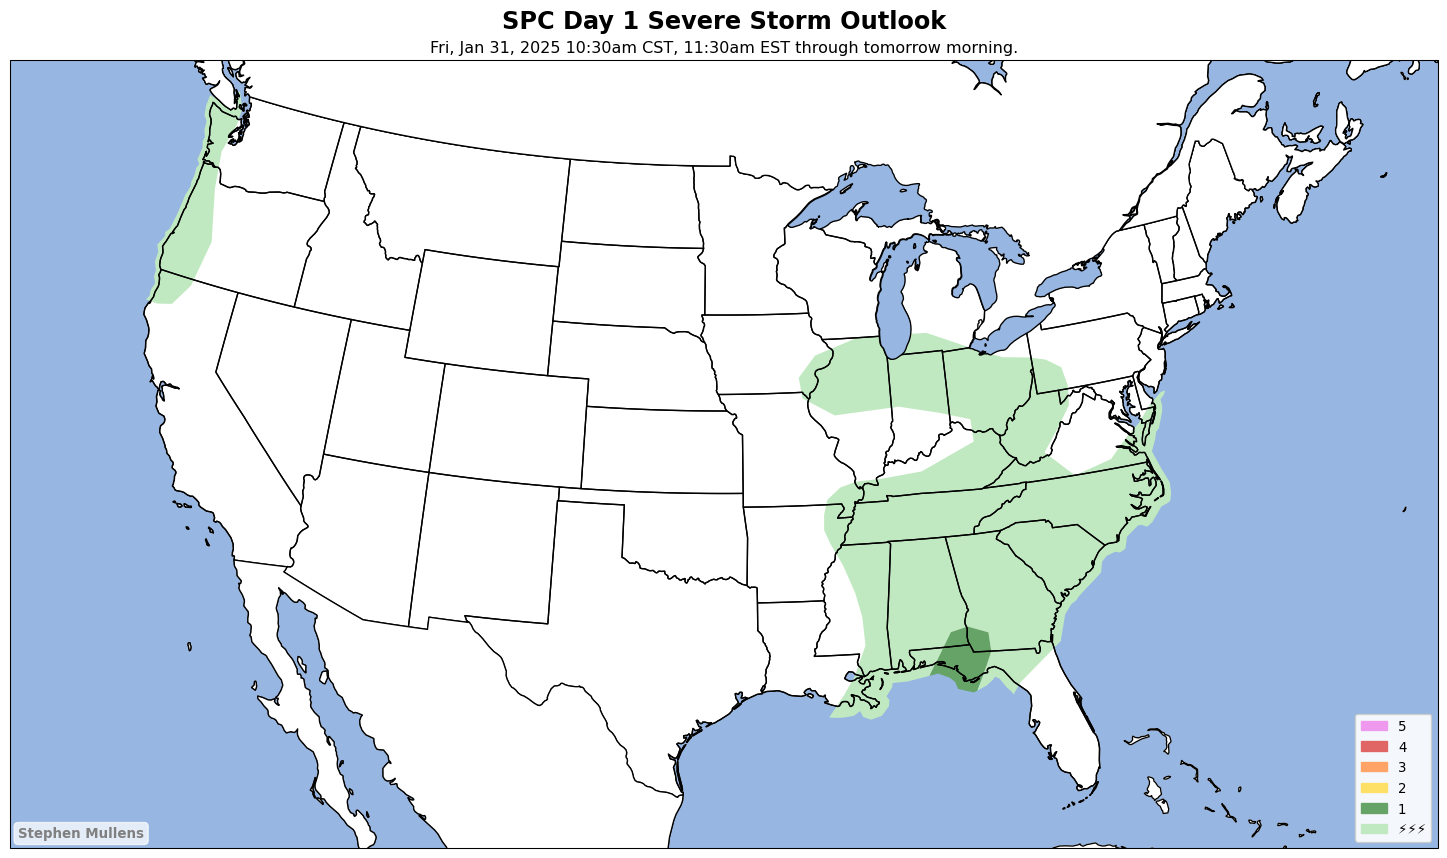 SPC Day 1 Severe Storm Outlook
Fri, Jan 31, 2025 10:30am CST, 11:30am EST through tomorrow morning.
5
4
3
2
1
⚡⚡⚡
Stephen Mullens